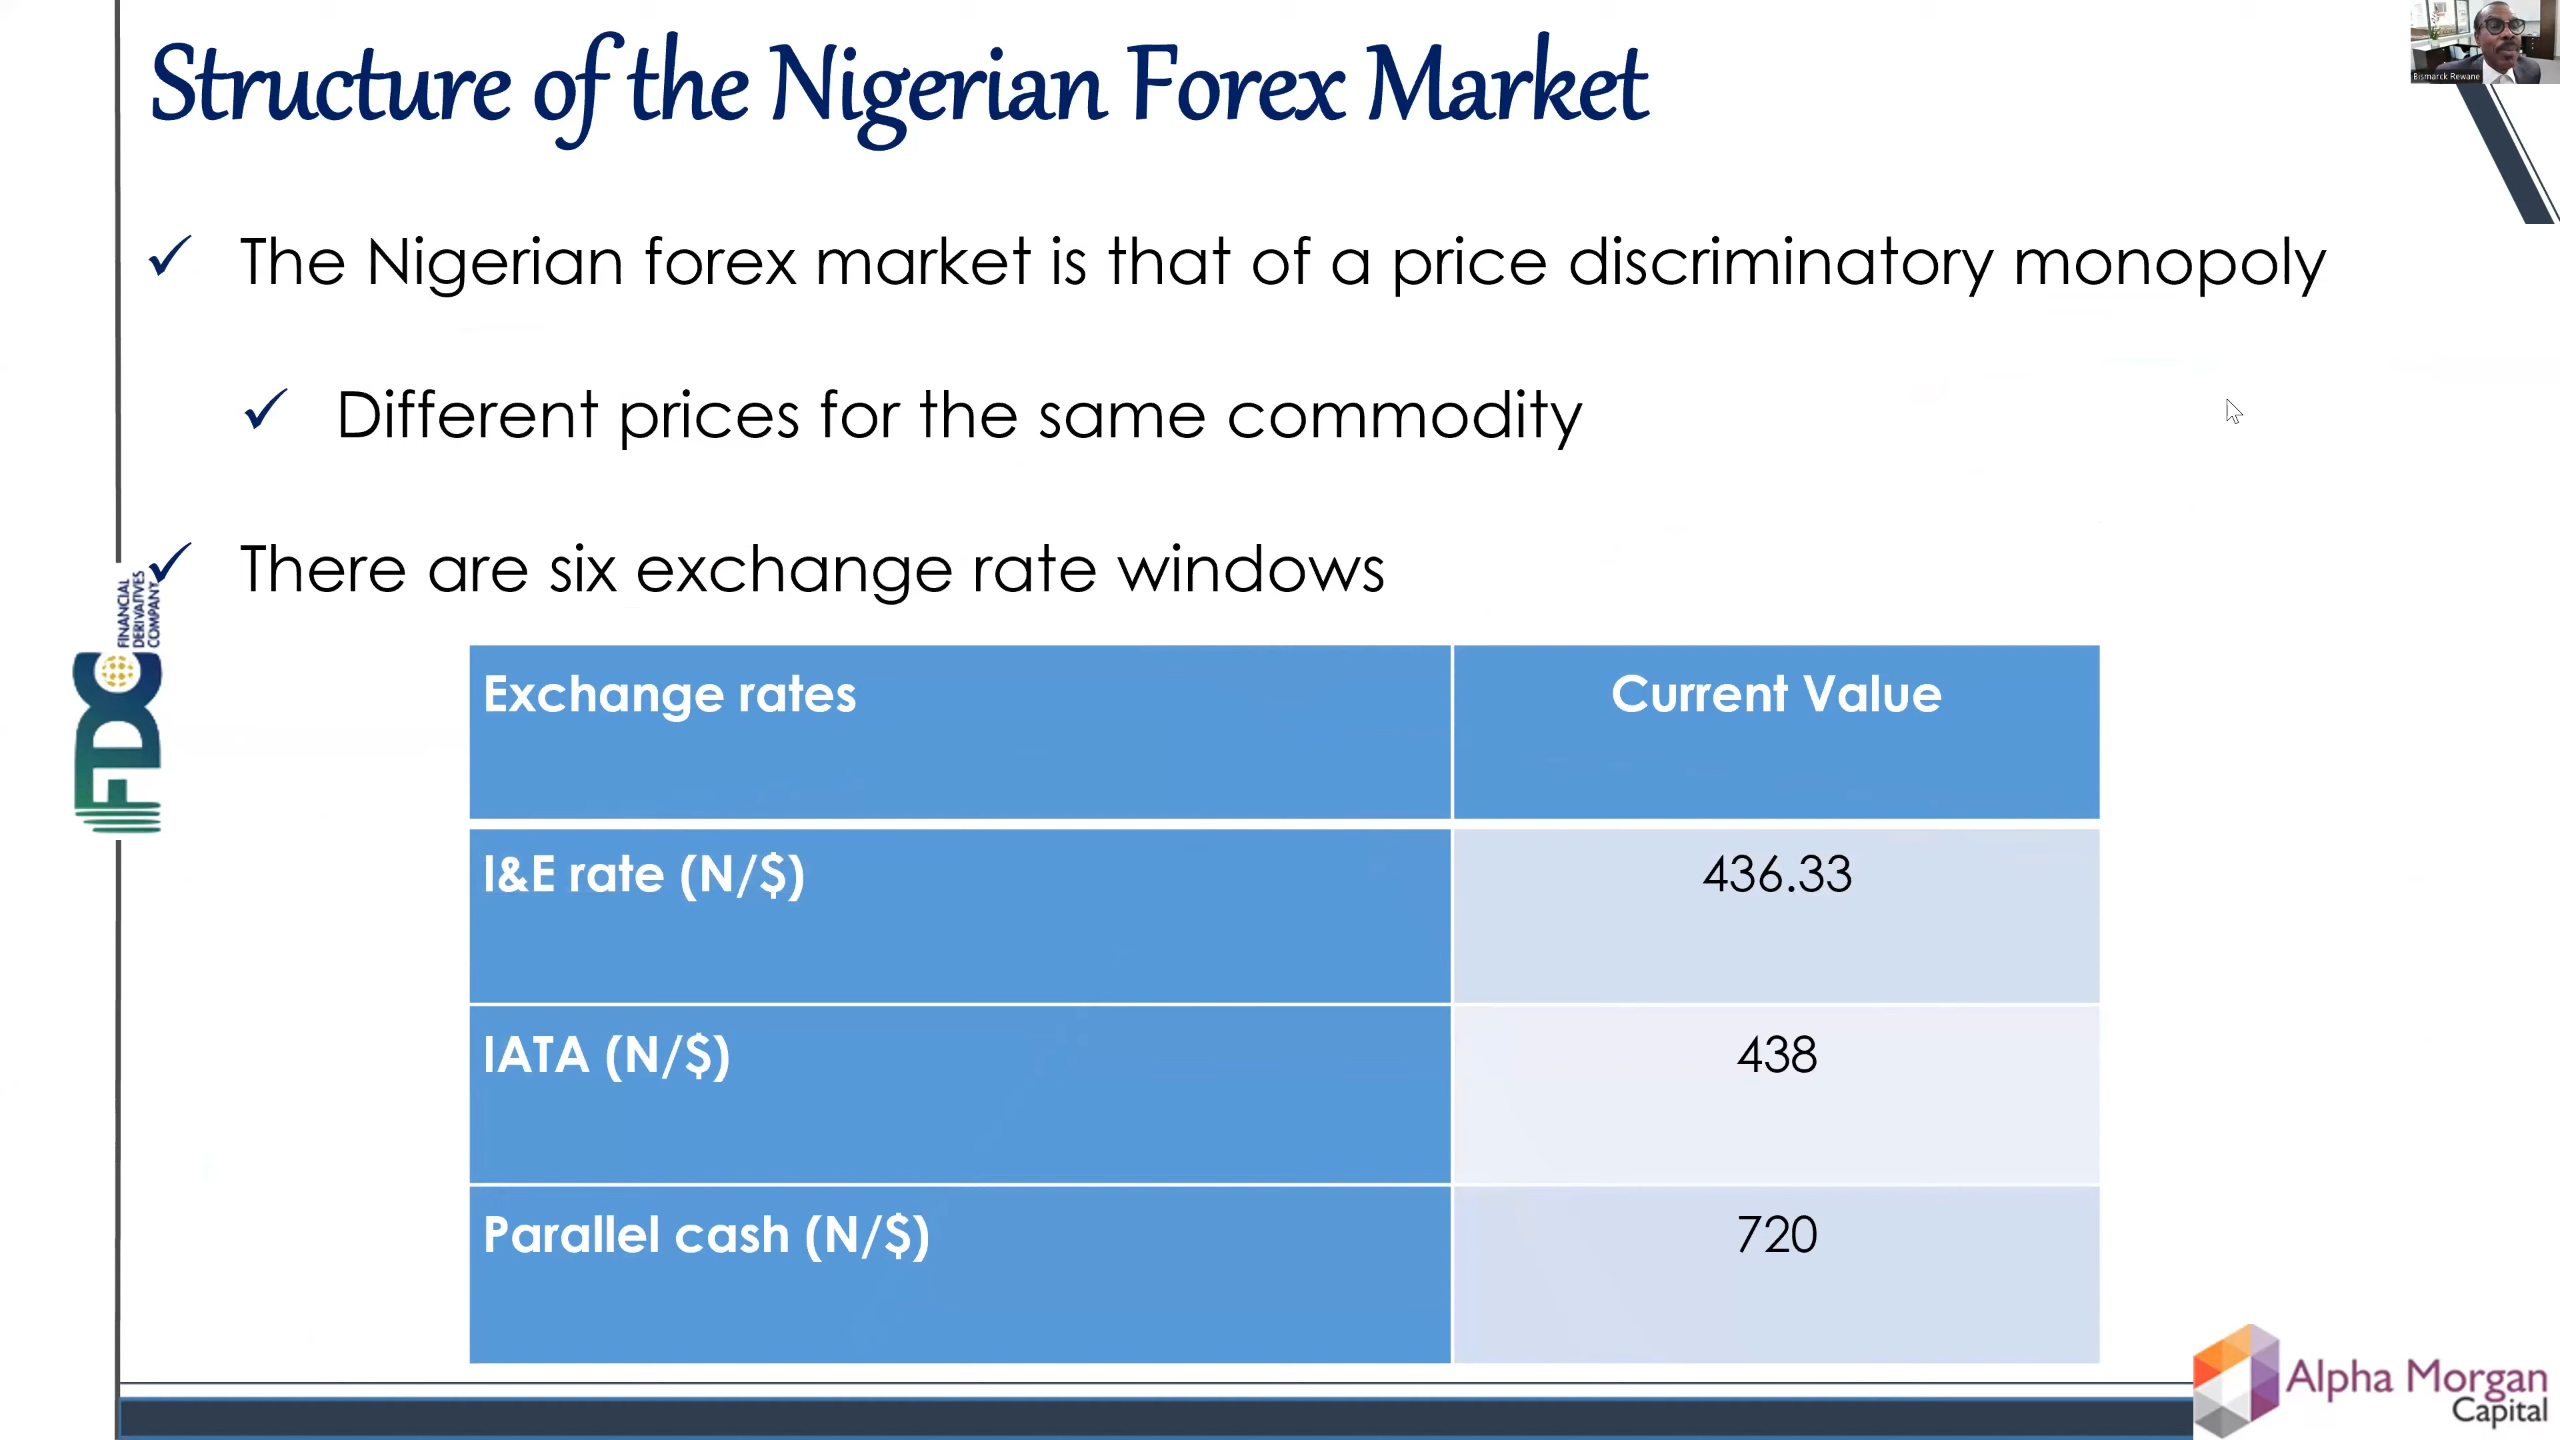 Structure of the Nigerian Forex Market
Bismarck Rewane
✓ The Nigerian forex market is that of a price discriminatory monopoly
✓ Different prices for the same commodity
✓ There are six exchange rate windows
FDC
FINANCIAL
DERIVATIVES
COMPANY
Exchange rates Current Value
I&E rate (N/$) 436.33
IATA (N/$) 438
Parallel cash (N/$) 720
Alpha Morgan
Capital